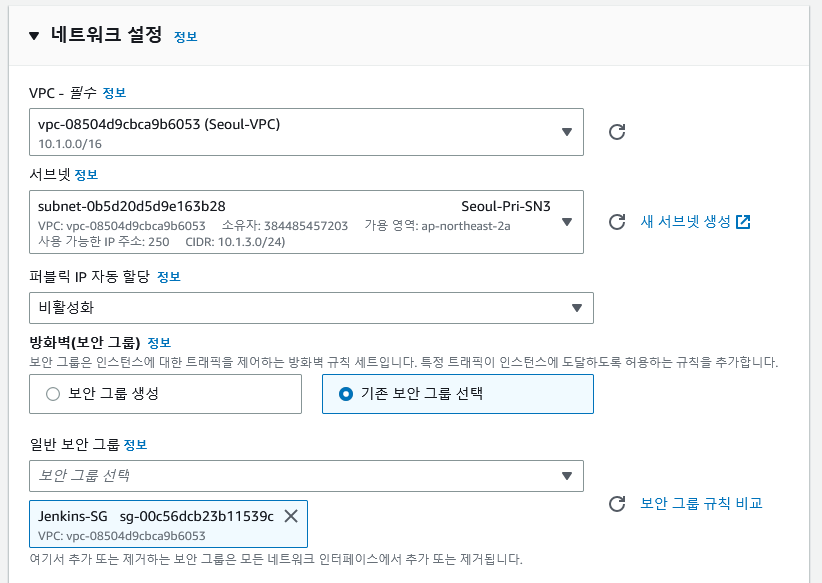 ▼ 네트워크 설정 정보
VPC - 필수 정보
vpc-08504d9cbca9b6053 (Seoul-VPC)
10.1.0.0/16
서브넷 정보
subnet-0b5d20d5d9e163b28 Seoul-Pri-SN3
VPC: vpc-08504d9cbca9b6053 소유자: 384485457203 가용 영역: ap-northeast-2a
사용 가능한 IP 주소: 250 CIDR: 10.1.3.0/24)
새 서브넷 생성
퍼블릭 IP 자동 할당 정보
비활성화
방화벽(보안 그룹) 정보
보안 그룹은 인스턴스에 대한 트래픽을 제어하는 방화벽 규칙 세트입니다. 특정 트래픽이 인스턴스에 도달하도록 허용하는 규칙을 추가합니다.
보안 그룹 생성
기존 보안 그룹 선택
일반 보안 그룹 정보
보안 그룹 선택
Jenkins-SG sg-00c56dcb23b11539c
VPC: vpc-08504d9cbca9b6053
보안 그룹 규칙 비교
여기서 추가 또는 제거하는 보안 그룹은 모든 네트워크 인터페이스에서 추가 또는 제거됩니다.